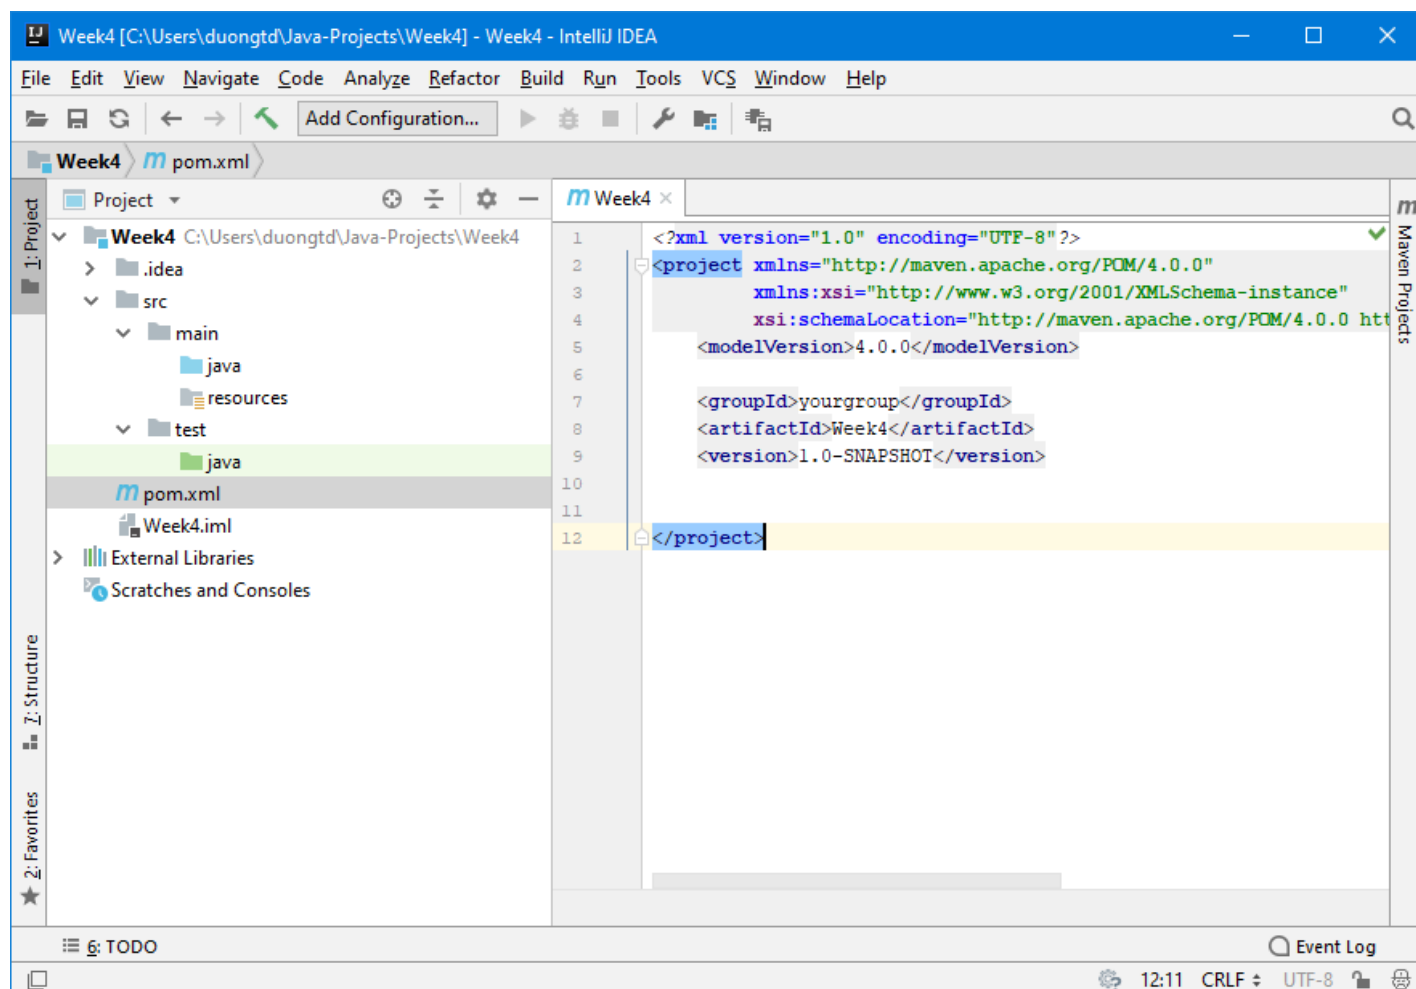 Week4 [C:\Users\duongtd\Java-Projects\Week4] - Week4 - IntelliJ IDEA
File Edit View Navigate Code Analyze Refactor Build Run Tools VCS Window Help
Add Configuration...
Week4 m pom.xml
1: Project
Project
Week4 C:\Users\duongtd\Java-Projects\Week4
.idea
src
main
java
resources
test
java
m pom.xml
Week4.iml
External Libraries
Scratches and Consoles
7: Structure
2: Favorites
m Week4
1 <?xml version="1.0" encoding="UTF-8"?>
2 <project xmlns="http://maven.apache.org/POM/4.0.0"
3 xmlns:xsi="http://www.w3.org/2001/XMLSchema-instance"
4 xsi:schemaLocation="http://maven.apache.org/POM/4.0.0 htt
5 <modelVersion>4.0.0</modelVersion>
6
7 <groupId>yourgroup</groupId>
8 <artifactId>Week4</artifactId>
9 <version>1.0-SNAPSHOT</version>
10
11
12 </project>
m Maven Projects
6: TODO
Event Log
12:11 CRLF UTF-8